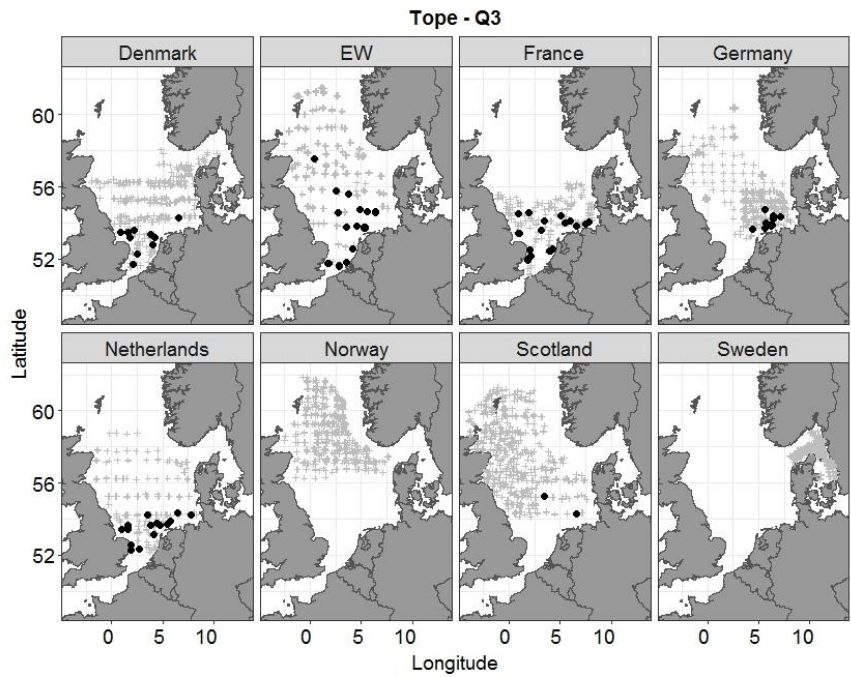 Tope - Q3
Denmark EW France Germany
60
56
52
Netherlands Norway Scotland Sweden
60
56
52
0 5 10 0 5 10 0 5 10 0 5 10
Latitude
Longitude